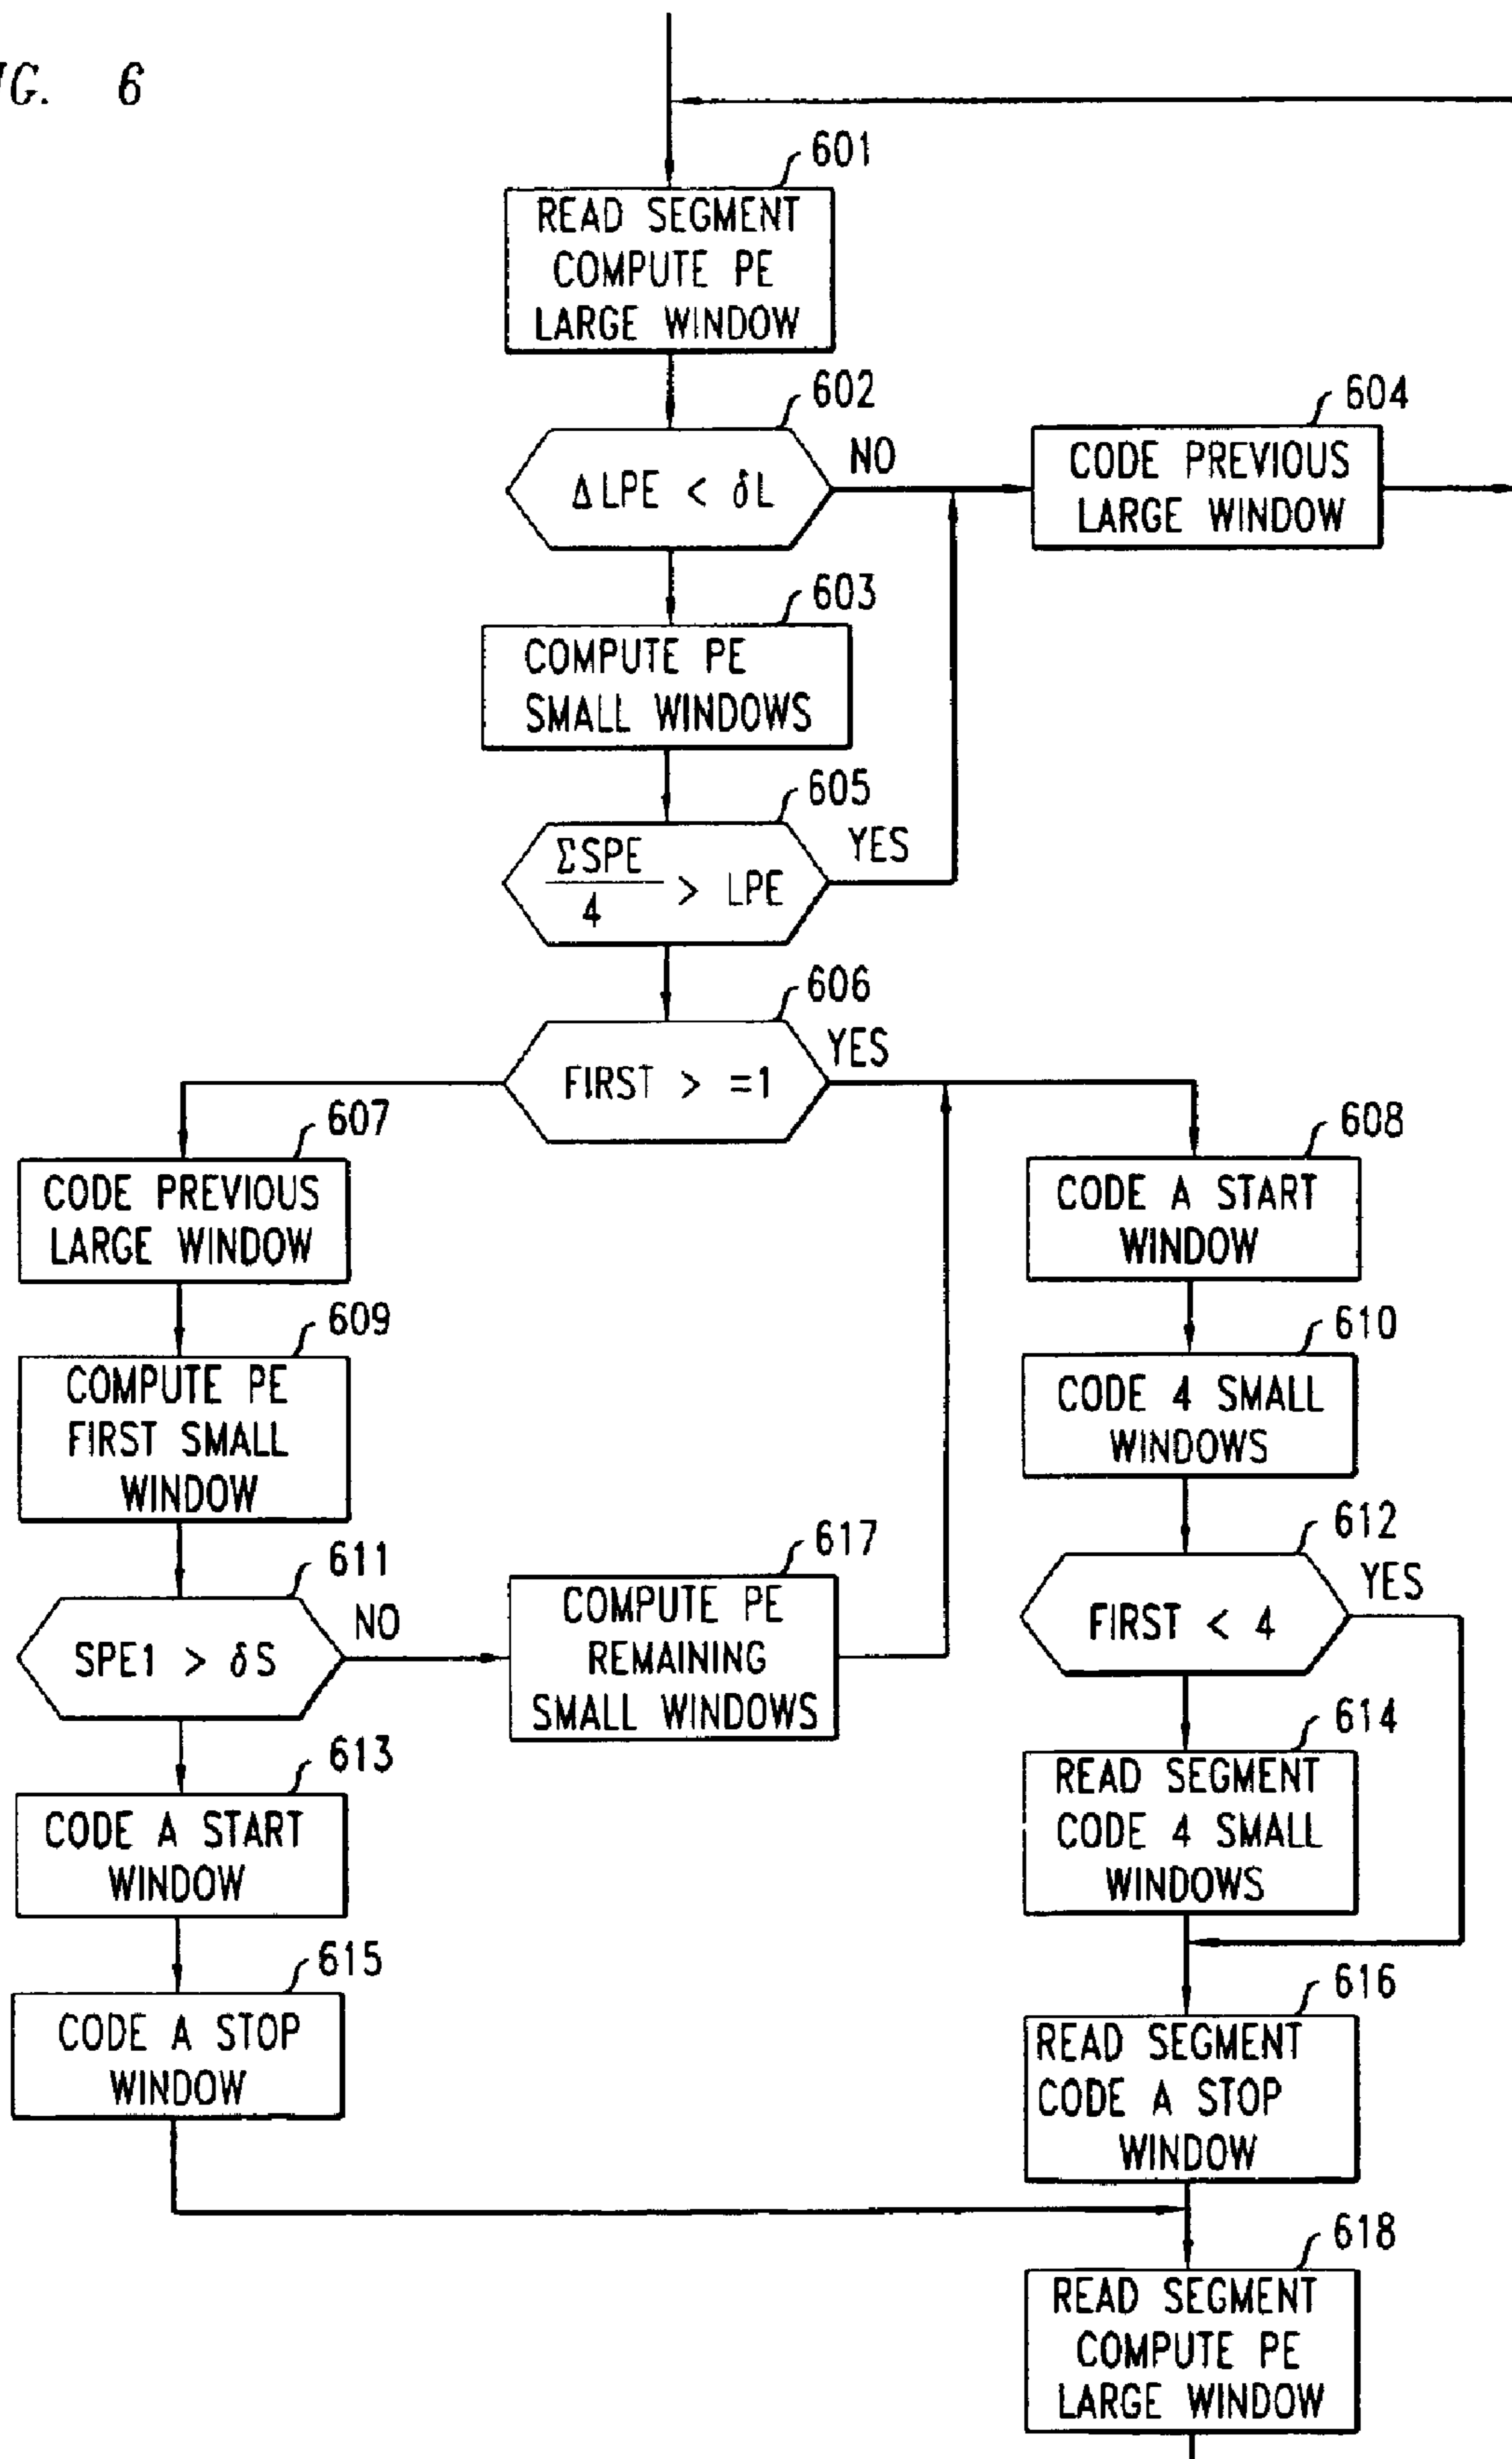 IG. 6
601
READ SEGMENT
COMPUTE PE
LARGE WINDOW
602
ΔLPE < δL
NO
604
CODE PREVIOUS
LARGE WINDOW
603
COMPUTE PE
SMALL WINDOWS
605
ΣSPE
4
> LPE
YES
606
FIRST > =1
YES
607
CODE PREVIOUS
LARGE WINDOW
608
CODE A START
WINDOW
609
COMPUTE PE
FIRST SMALL
WINDOW
610
CODE 4 SMALL
WINDOWS
611
SPE1 > δS
NO
617
COMPUTE PE
REMAINING
SMALL WINDOWS
612
FIRST < 4
YES
613
CODE A START
WINDOW
614
READ SEGMENT
CODE 4 SMALL
WINDOWS
615
CODE A STOP
WINDOW
616
READ SEGMENT
CODE A STOP
WINDOW
618
READ SEGMENT
COMPUTE PE
LARGE WINDOW